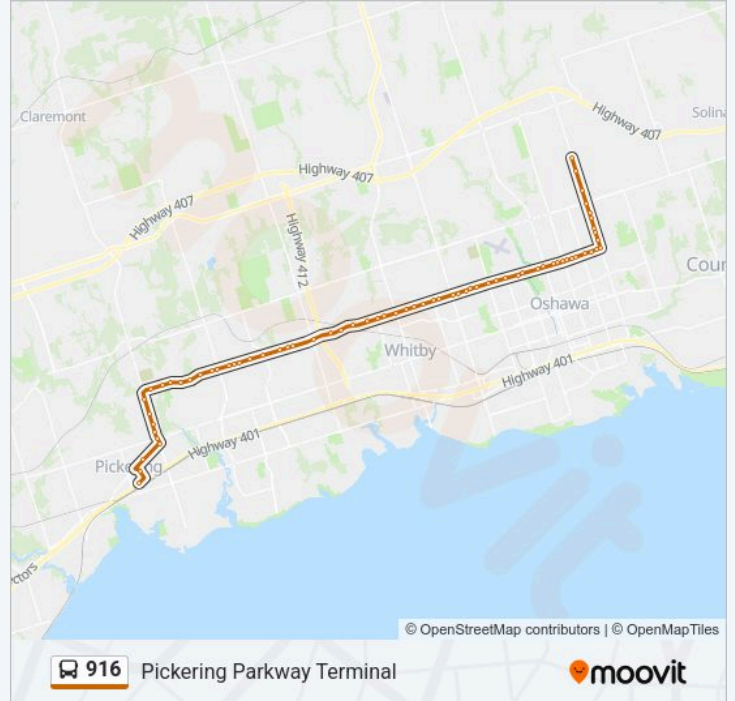 Claremont
Solina
Highway 407
Highway 407
Highway 407
Highway 412
Cour
Oshawa
Whitby
Highway 401
Highway 401
Pickering
ctors
© OpenStreetMap contributors | © OpenMapTiles
916 Pickering Parkway Terminal
moovit